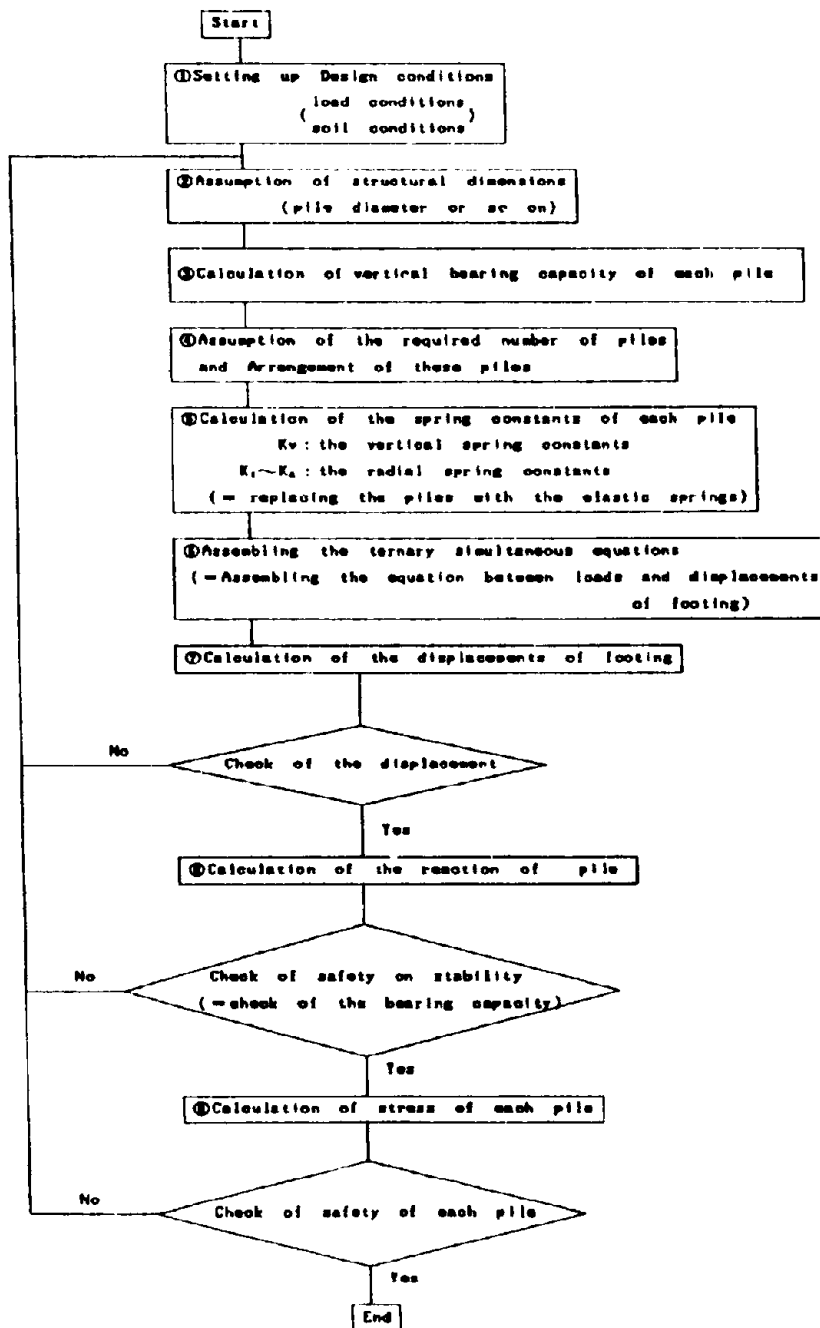 Start
①Setting up Design conditions
(load conditions
soil conditions)
②Assumption of structural dimensions
(pile diameter or so on)
③Calculation of vertical bearing capacity of each pile
④Assumption of the required number of piles
and Arrangement of these piles
⑤Calculation of the spring constants of each pile
Kv: the vertical spring constants
K₁~K₄: the radial spring constants
(= replacing the piles with the elastic springs)
⑥Assembling the ternary simultaneous equations
(=Assembling the equation between loads and displacements
of footing)
⑦Calculation of the displacements of footing
No
Check of the displacement
Yes
⑧Calculation of the reaction of pile
No
Check of safety on stability
(=check of the bearing capacity)
Yes
⑨Calculation of stress of each pile
No
Check of safety of each pile
Yes
End